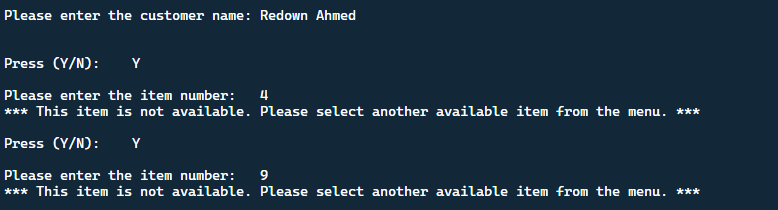 Please enter the customer name: Redown Ahmed
Press (Y/N):    Y
Please enter the item number:   4
*** This item is not available. Please select another available item from the menu. ***
Press (Y/N):    Y
Please enter the item number:   9
*** This item is not available. Please select another available item from the menu. ***